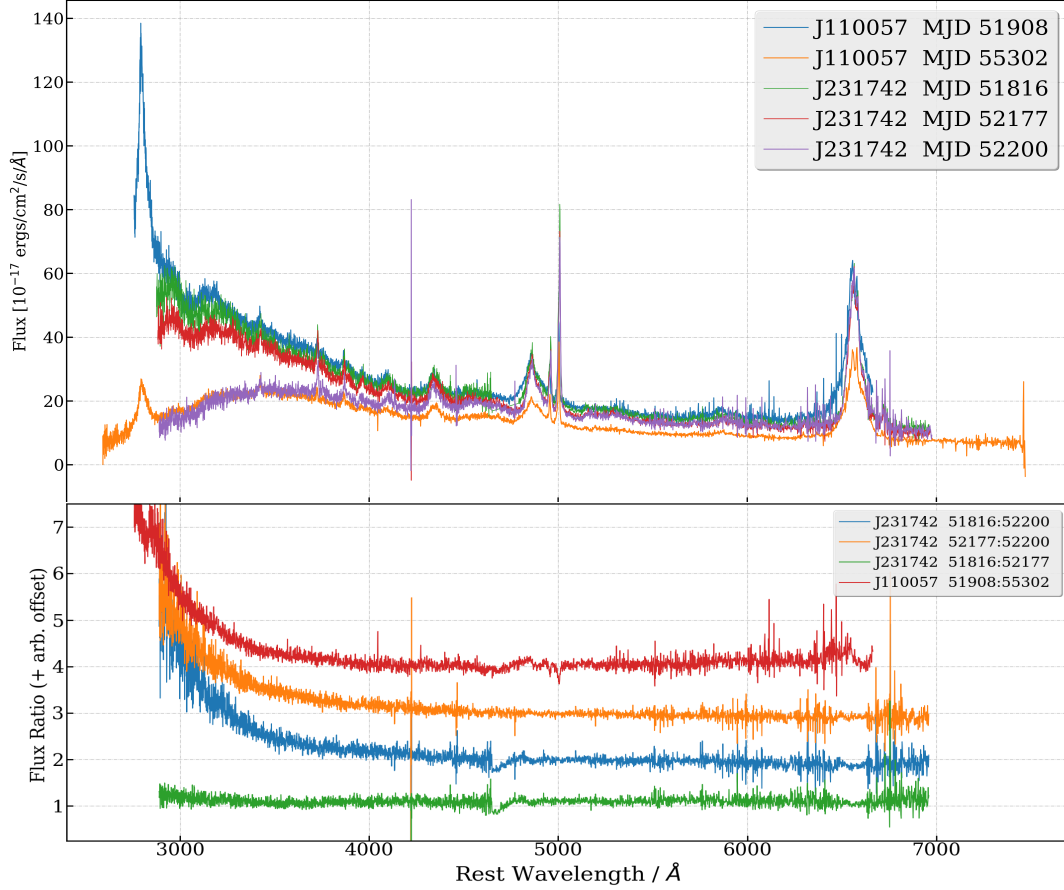 140
120
100
80
60
40
20
0
Flux [10⁻¹⁷ ergs/cm²/s/Å]
J110057 MJD 51908
J110057 MJD 55302
J231742 MJD 51816
J231742 MJD 52177
J231742 MJD 52200
7
6
5
4
3
2
1
Flux Ratio (+ arb. offset)
J231742 51816:52200
J231742 52177:52200
J231742 51816:52177
J110057 51908:55302
3000 4000 5000 6000 7000
Rest Wavelength / Å